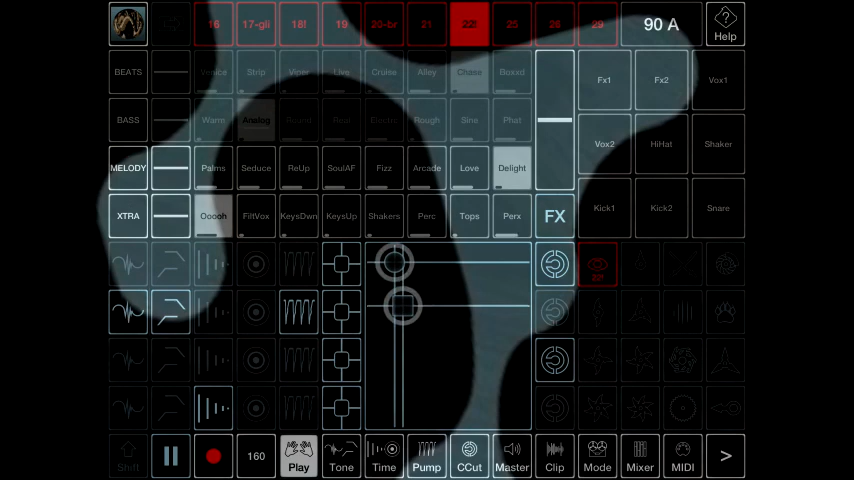 16 17-gli 18! 19 20-br 21 22! 25 26 29 90 A Help
BEATS Venice Strip Viper Live Cruise Alley Chase Boxxd Fx1 Fx2 Vox1
BASS Warm Analog Round Real Electro Rough Sine Phat
Vox2 HiHat Shaker
MELODY Palms Seduce ReUp SoulAF Fizz Arcade Love Delight
XTRA Ooooh FiltVox KeysDwn KeysUp Shakers Perc Tops Perx FX Kick1 Kick2 Snare
22!
Shift 160 Play Tone Time Pump CCut Master Clip Mode Mixer MIDI >